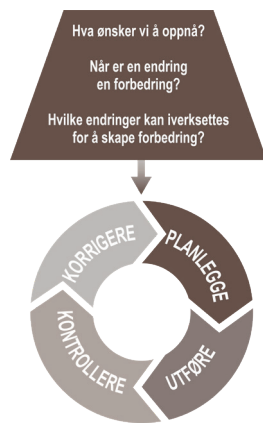 Hva ønsker vi å oppnå?
Når er en endring
en forbedring?
Hvilke endringer kan iverksettes
for å skape forbedring?
KORRIGERE
PLANLEGGE
KONTROLLERE
UTFØRE